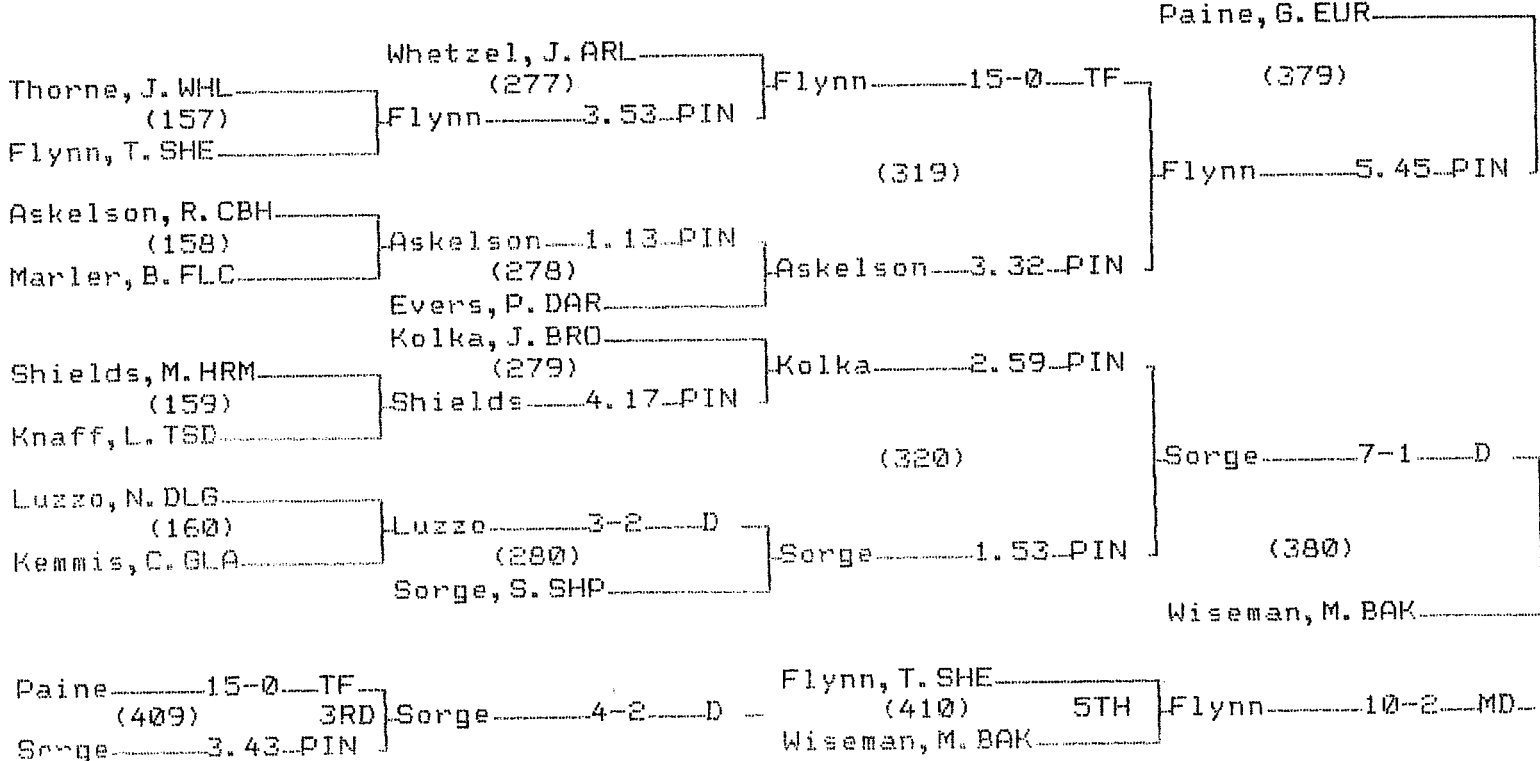 Paine, G. EUR
Whetzel, J. ARL
Thorne, J. WHL (277) Flynn 15-0 TF (379)
(157) Flynn 3.53 PIN
Flynn, T. SHE
(319) Flynn 5.45 PIN
Askelson, R. CBH
(158) Askelson 1.13 PIN
Marler, B. FLC (278) Askelson 3.32 PIN
Evers, P. DAR
Kolka, J. BRO
Shields, M. HRM (279) Kolka 2.59 PIN
(159) Shields 4.17 PIN
Knaff, L. TSD
(320) Sorge 7-1 D
Luzzo, N. DLG
(160) Luzzo 3-2 D
Kemmis, C. GLA (280) Sorge 1.53 PIN (380)
Sorge, S. SHP
Wiseman, M. BAK
Paine 15-0 TF Flynn, T. SHE
(409) 3RD Sorge 4-2 D (410) 5TH Flynn 10-2 MD
Sorge 3.43 PIN Wiseman, M. BAK